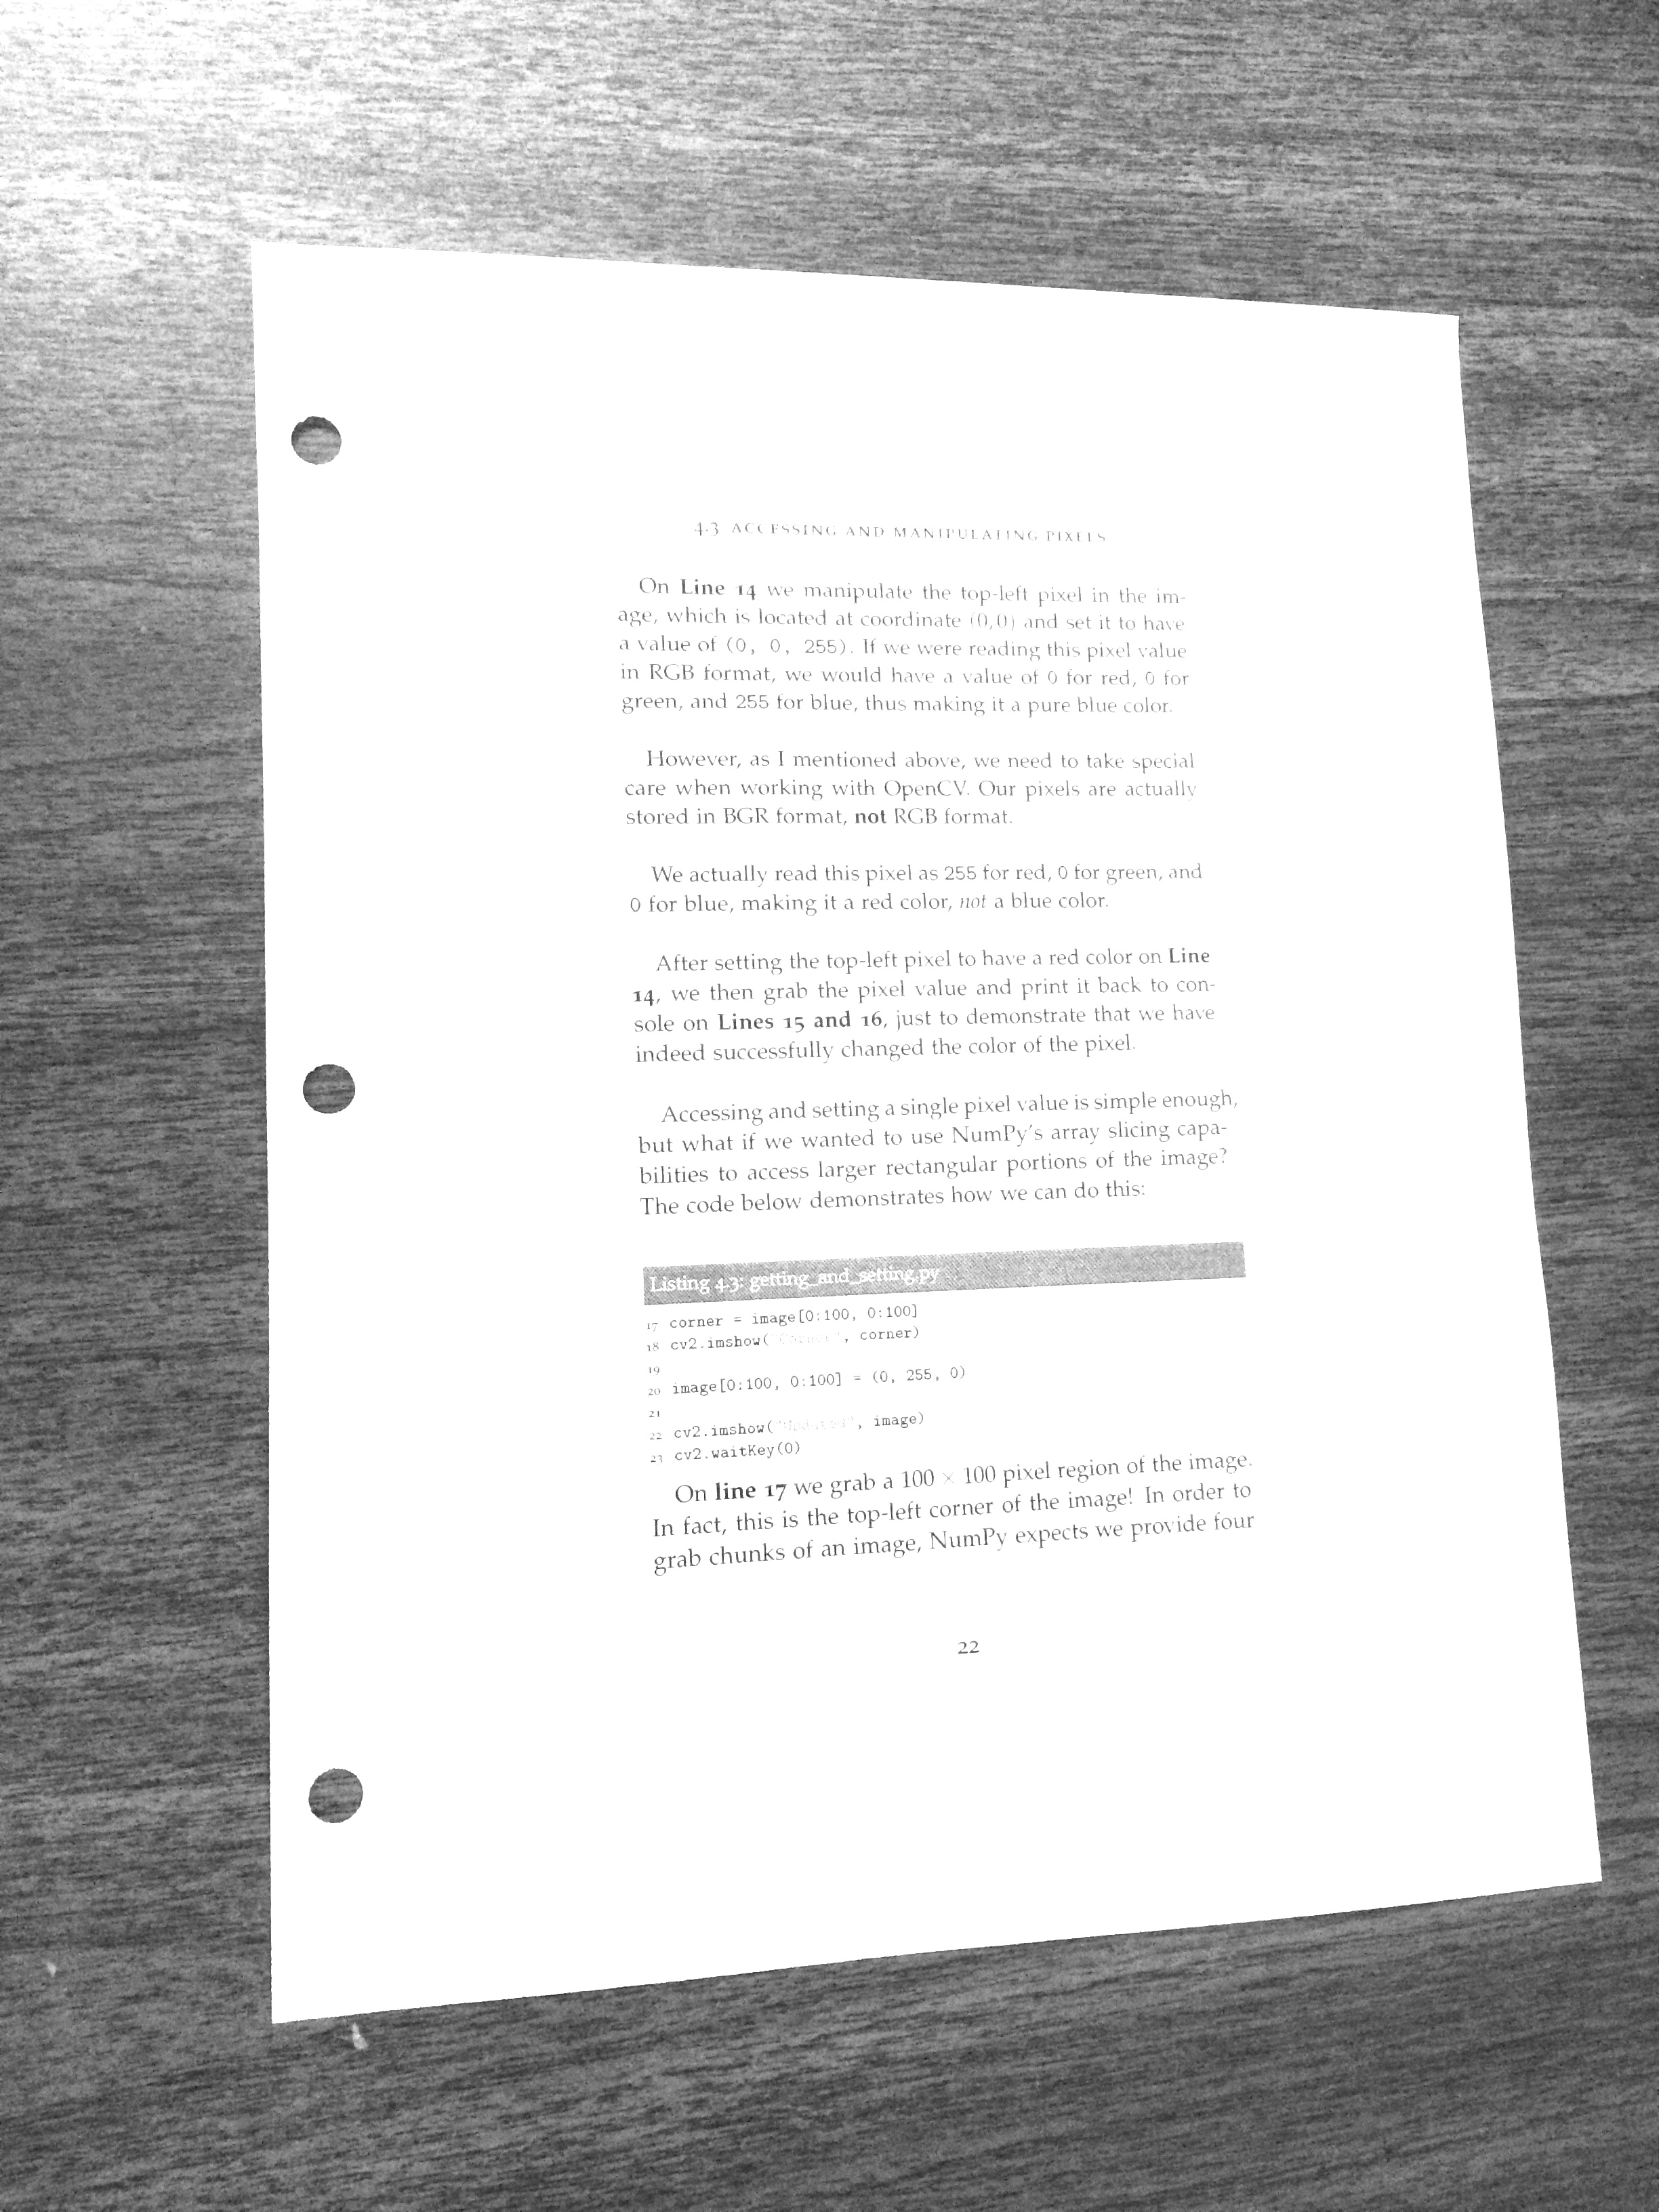 4.3 ACCESSING AND MANIPULATING PIXELS
On Line 14 we manipulate the top-left pixel in the im-
age, which is located at coordinate (0,0) and set it to have
a value of (0, 0, 255). If we were reading this pixel value
in RGB format, we would have a value of 0 for red, 0 for
green, and 255 for blue, thus making it a pure blue color.
However, as I mentioned above, we need to take special
care when working with OpenCV. Our pixels are actually
stored in BGR format, not RGB format.
We actually read this pixel as 255 for red, 0 for green, and
0 for blue, making it a red color, not a blue color.
After setting the top-left pixel to have a red color on Line
14, we then grab the pixel value and print it back to con-
sole on Lines 15 and 16, just to demonstrate that we have
indeed successfully changed the color of the pixel.
Accessing and setting a single pixel value is simple enough,
but what if we wanted to use NumPy's array slicing capa-
bilities to access larger rectangular portions of the image?
The code below demonstrates how we can do this:
Listing 4.3: getting_and_setting.py
17 corner = image[0:100, 0:100]
18 cv2.imshow("Corner", corner)
19
20 image[0:100, 0:100] = (0, 255, 0)
21
22 cv2.imshow("Updated", image)
23 cv2.waitKey(0)
On line 17 we grab a 100 × 100 pixel region of the image.
In fact, this is the top-left corner of the image! In order to
grab chunks of an image, NumPy expects we provide four
22